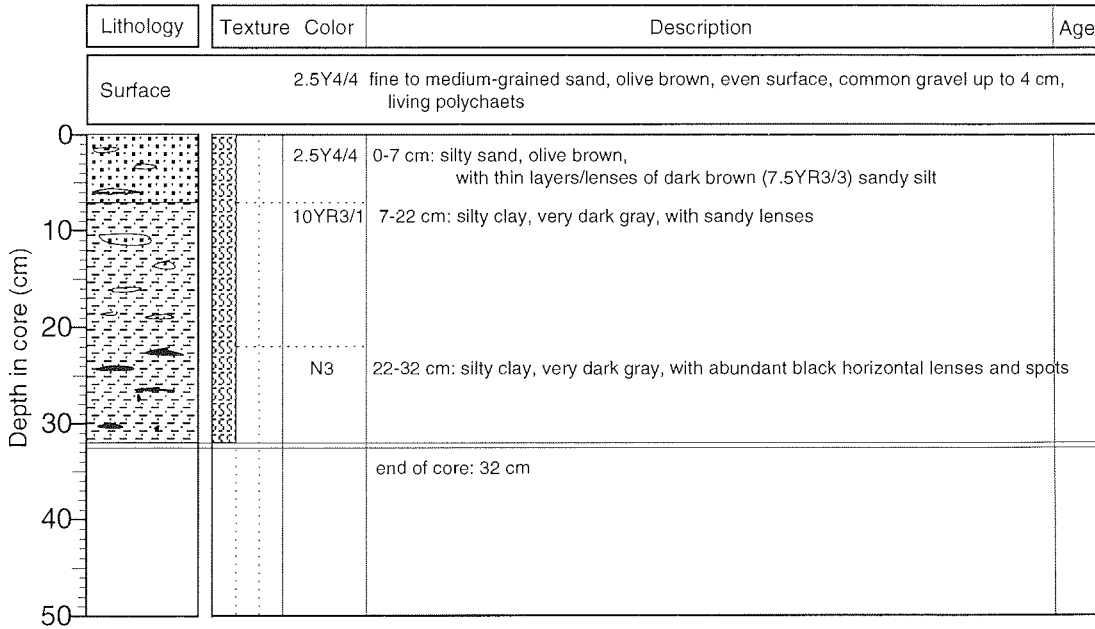 Lithology Texture Color Description Age
Surface 2.5Y4/4 fine to medium-grained sand, olive brown, even surface, common gravel up to 4 cm,
living polychaets
0
2.5Y4/4 0-7 cm: silty sand, olive brown,
with thin layers/lenses of dark brown (7.5YR3/3) sandy silt
10YR3/1 7-22 cm: silty clay, very dark gray, with sandy lenses
10
Depth in core (cm)
20
N3 22-32 cm: silty clay, very dark gray, with abundant black horizontal lenses and spots
30
end of core: 32 cm
40
50